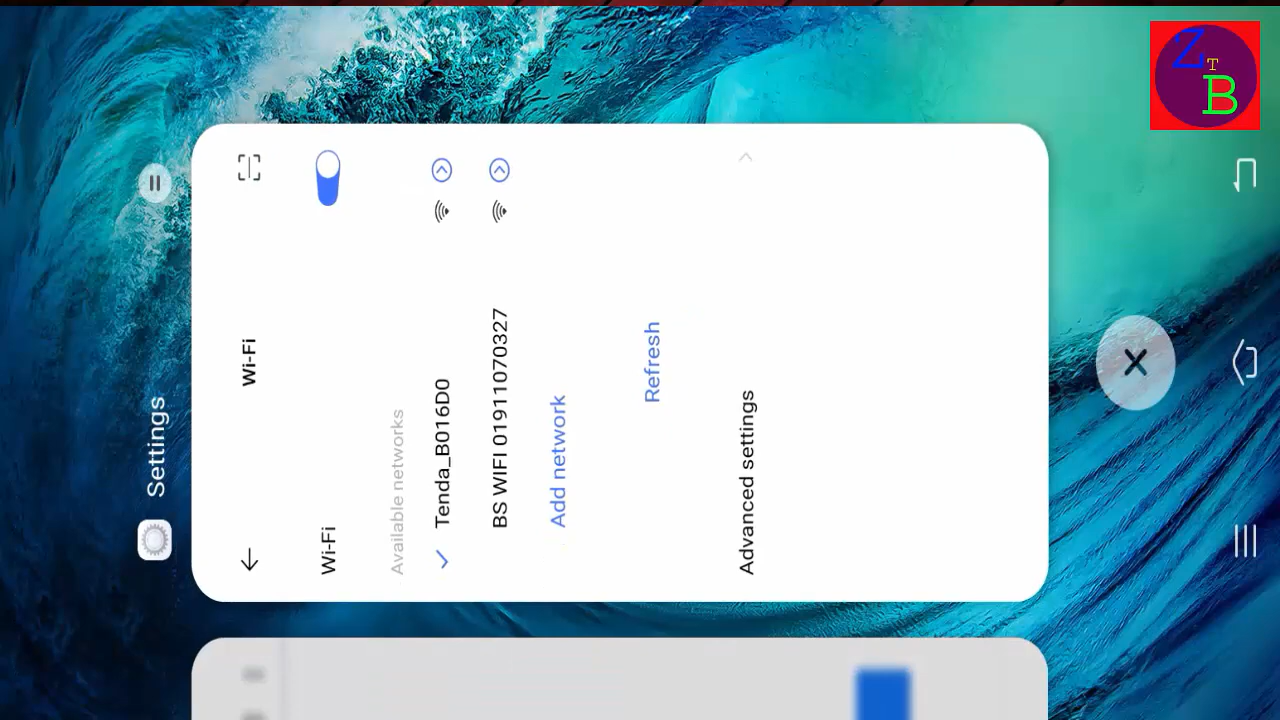 Settings
Wi-Fi
Wi-Fi
Available networks
Tenda_B016D0
BS WIFI 01911070327
Add network
Refresh
Advanced settings
Z T B